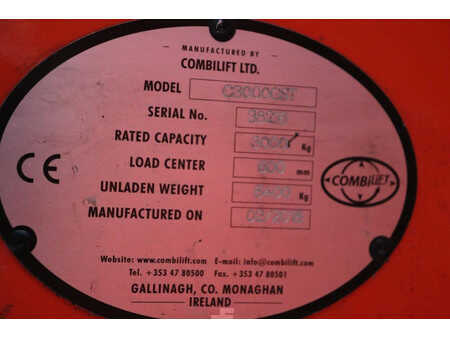 MANUFACTURED BY
COMBILIFT LTD.
MODEL
SERIAL No.
RATED CAPACITY Kg
LOAD CENTER mm
CE UNLADEN WEIGHT Kg
COMBILIFT
MANUFACTURED ON
Website: www.combilift.com E-mail: info@combilift.com
Tel. +353 47 80500 Fax. +353 47 80501
GALLINAGH, CO. MONAGHAN
IRELAND